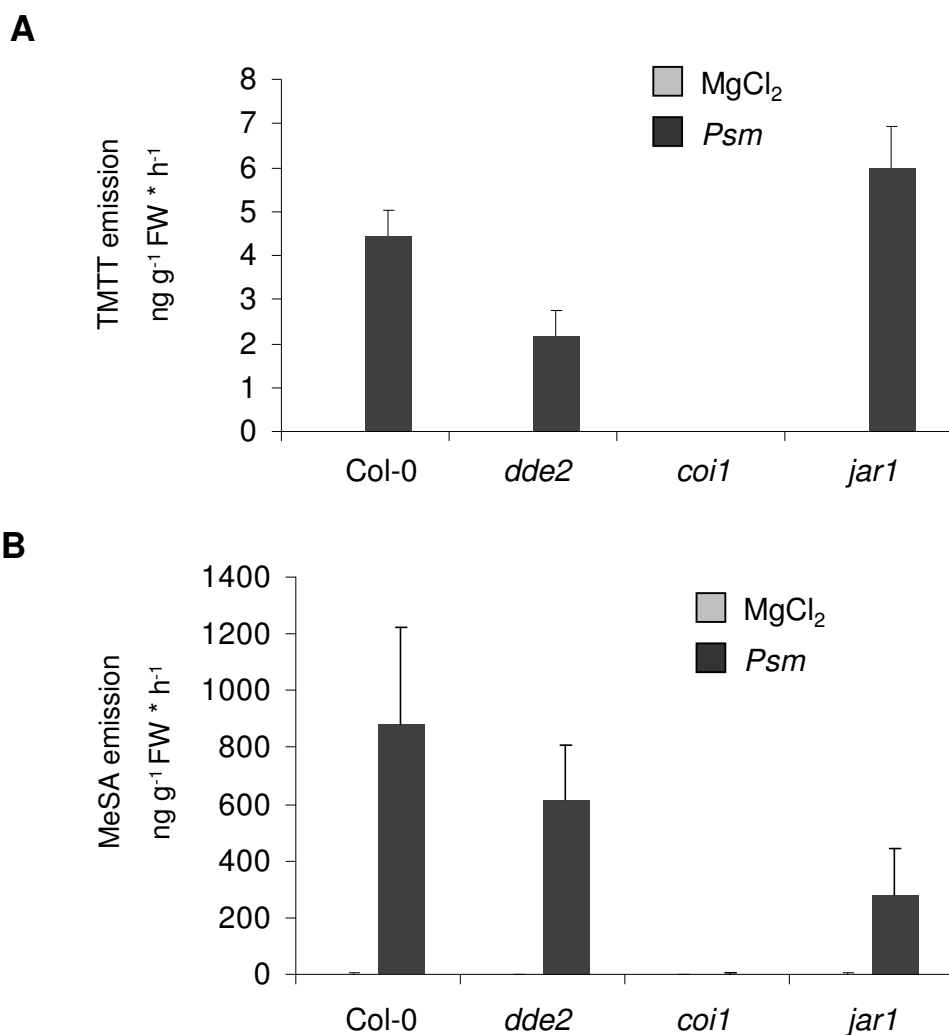 A
8
7
6
5
4
3
2
1
0
TMTT emission
ng g⁻¹ FW * h⁻¹
MgCl₂
Psm
Col-0 dde2 coi1 jar1
B
1400
1200
1000
800
600
400
200
0
MeSA emission
ng g⁻¹ FW * h⁻¹
MgCl₂
Psm
Col-0 dde2 coi1 jar1